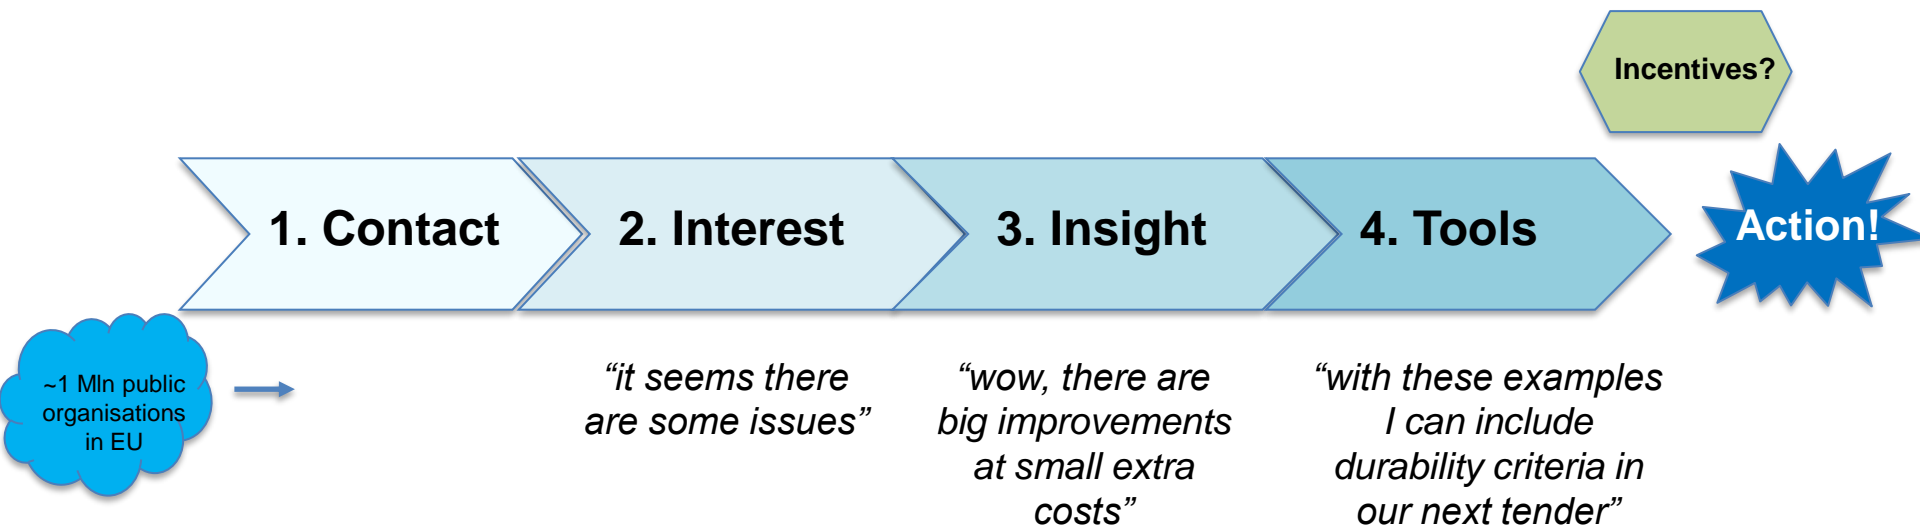 Incentives?
1. Contact
2. Interest
3. Insight
4. Tools
Action!
~1 Mln public
organisations
in EU
“it seems there
are some issues”
“wow, there are
big improvements
at small extra
costs”
“with these examples
I can include
durability criteria in
our next tender”